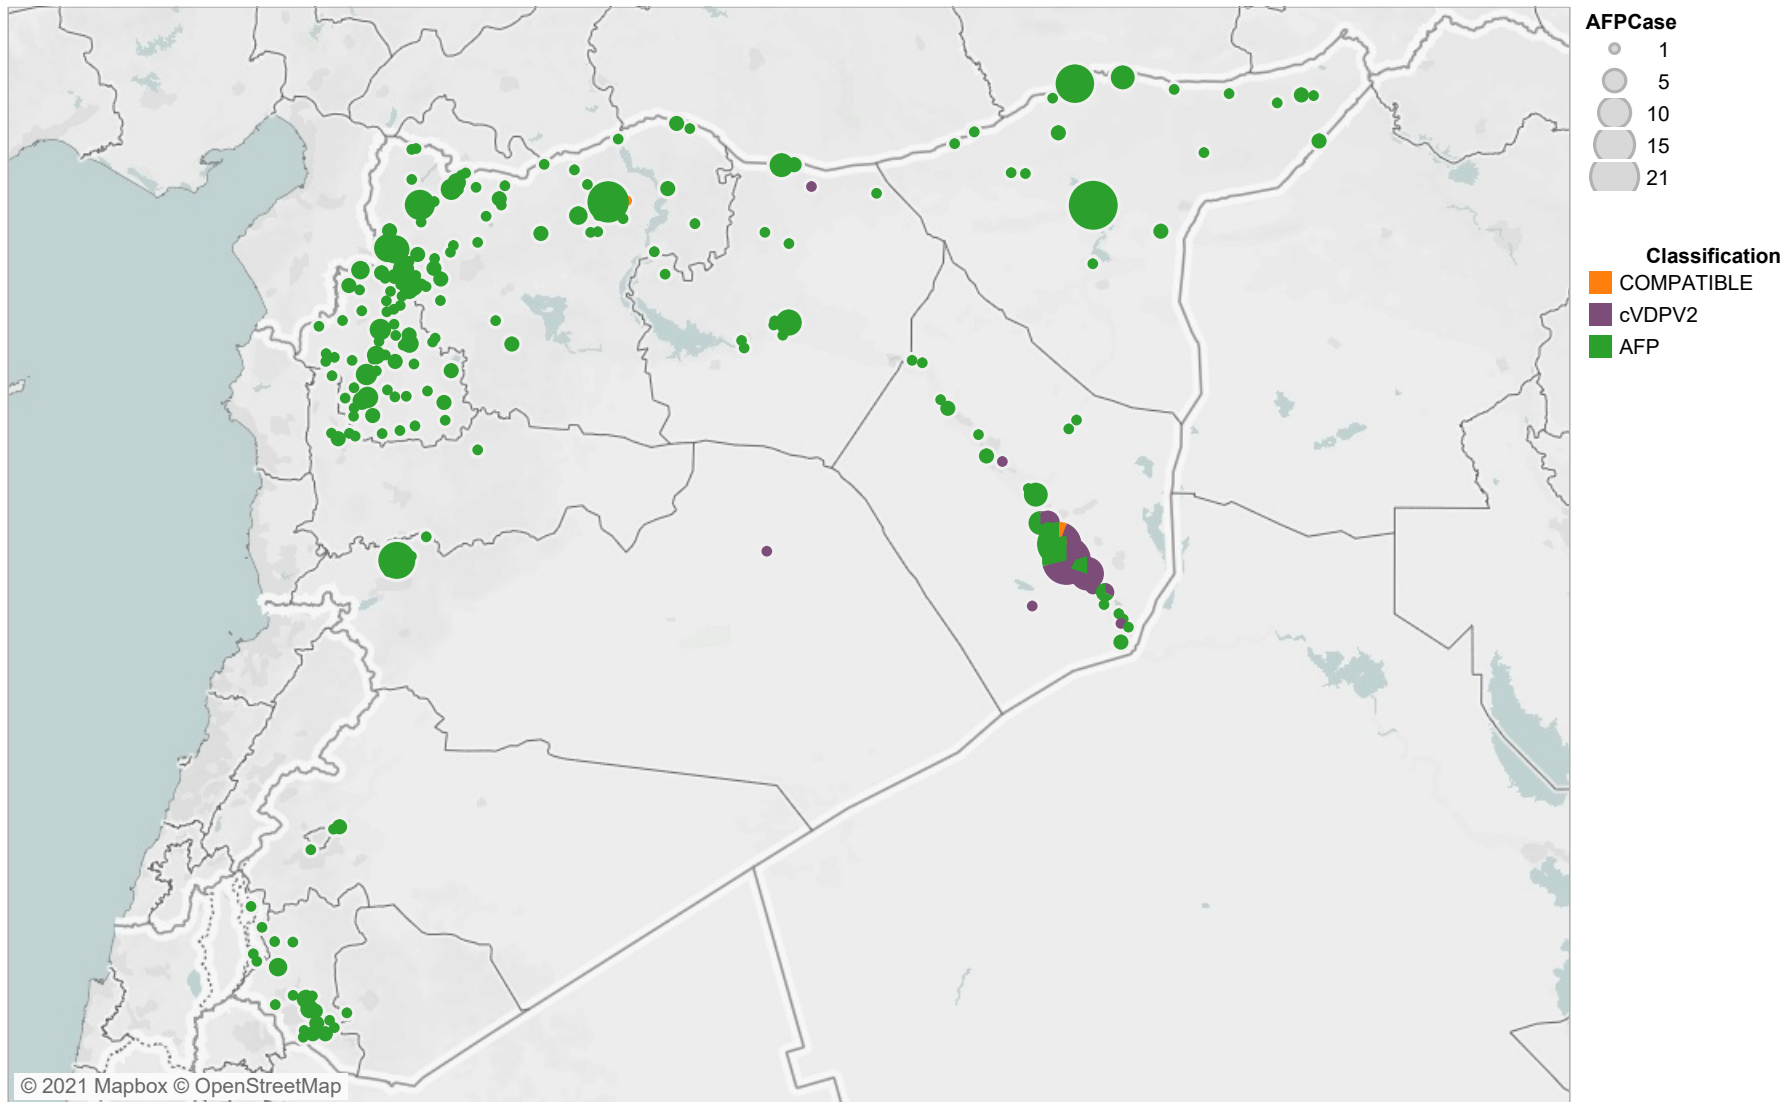 AFPCase
1
5
10
15
21
Classification
COMPATIBLE
cVDPV2
AFP
© 2021 Mapbox © OpenStreetMap